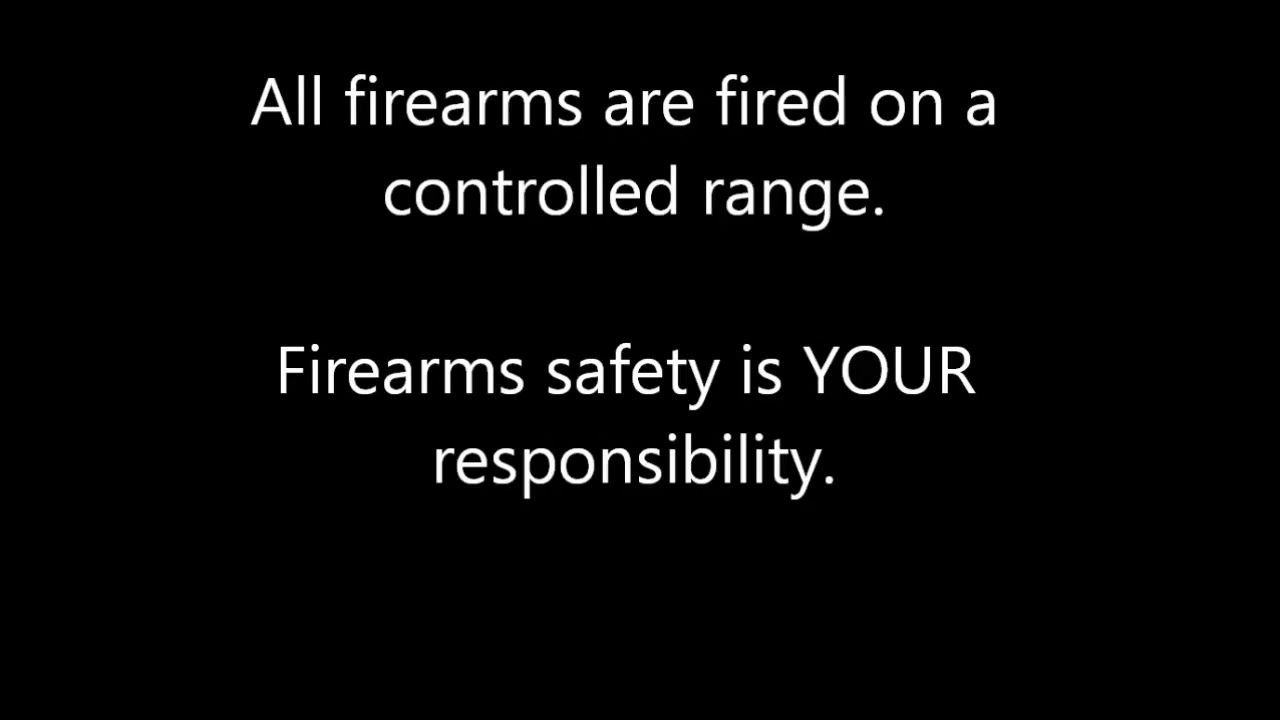 All firearms are fired on a
controlled range.
Firearms safety is YOUR
responsibility.